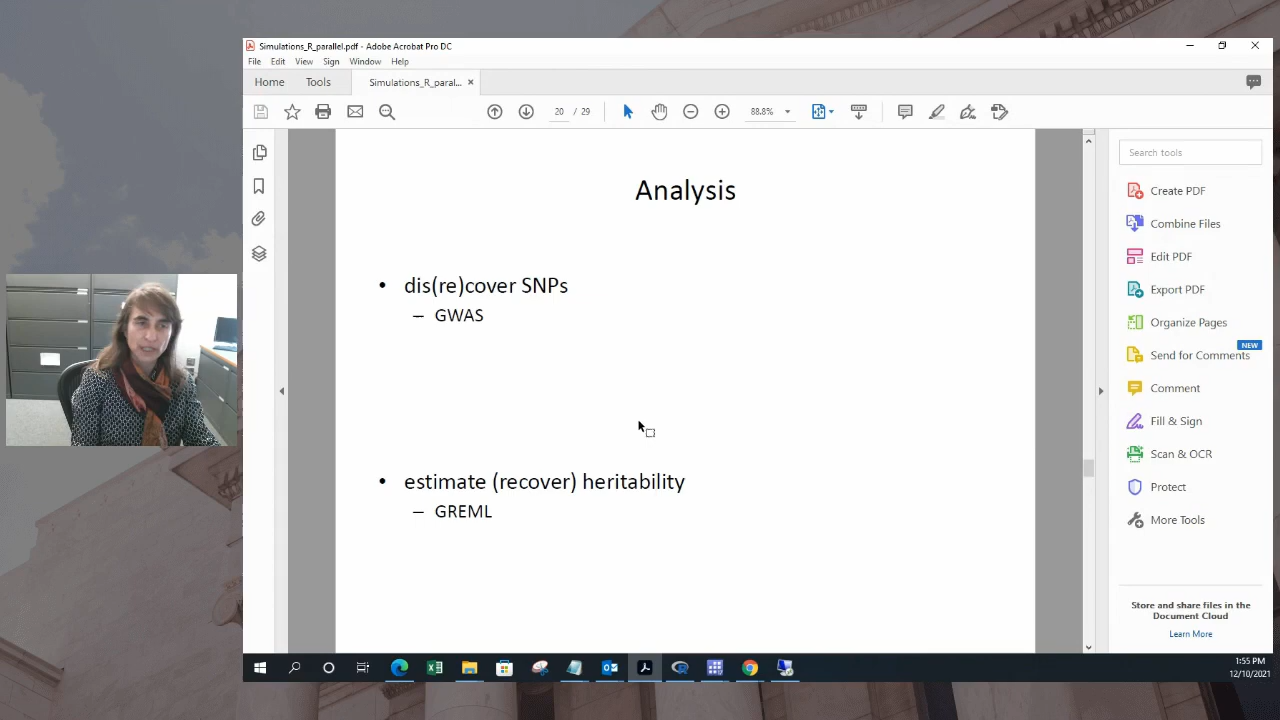 Simulations_R_parallel.pdf - Adobe Acrobat Pro DC
File Edit View Sign Window Help
Home Tools Simulations_R_paral... ×
20 / 29 88.8%
Analysis
• dis(re)cover SNPs
– GWAS
• estimate (recover) heritability
– GREML
Search tools
Create PDF
Combine Files
Edit PDF
Export PDF
Organize Pages
NEW
Send for Comments
Comment
Fill & Sign
Scan & OCR
Protect
More Tools
Store and share files in the
Document Cloud
Learn More
1:55 PM
12/10/2021